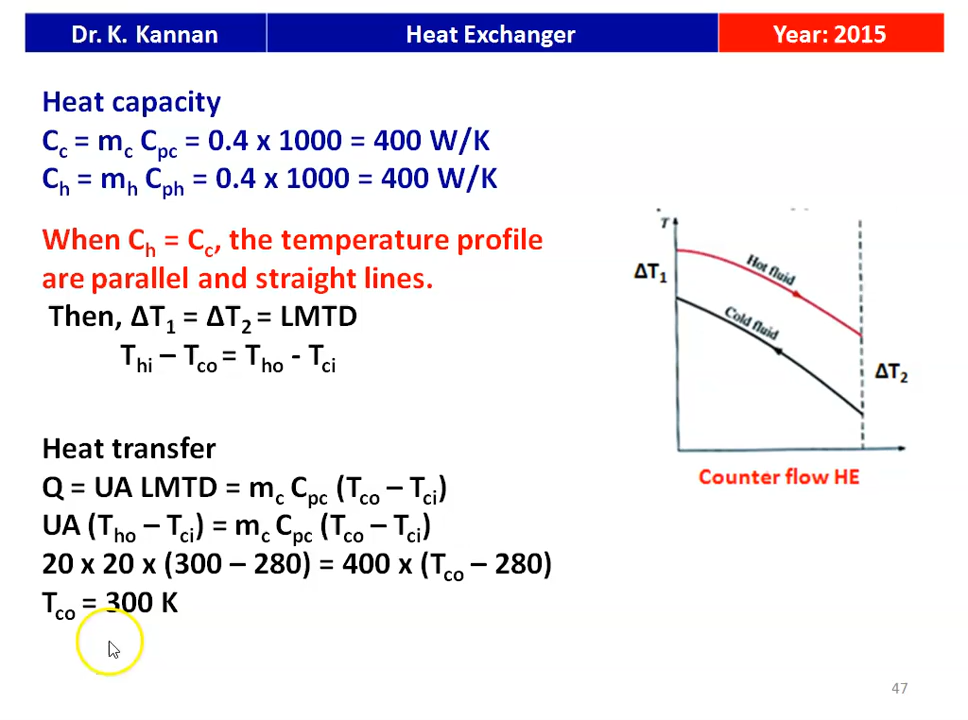 Dr. K. Kannan
Heat Exchanger
Year: 2015
Heat capacity
Cc = mc Cpc = 0.4 x 1000 = 400 W/K
Ch = mh Cph = 0.4 x 1000 = 400 W/K
When Ch = Cc, the temperature profile
are parallel and straight lines.
Then, ΔT1 = ΔT2 = LMTD
Thi – Tco = Tho - Tci
Heat transfer
Q = UA LMTD = mc Cpc (Tco – Tci)
UA (Tho – Tci) = mc Cpc (Tco – Tci)
20 x 20 x (300 – 280) = 400 x (Tco – 280)
Tco = 300 K
T
ΔT1
Hot fluid
Cold fluid
ΔT2
Counter flow HE
47